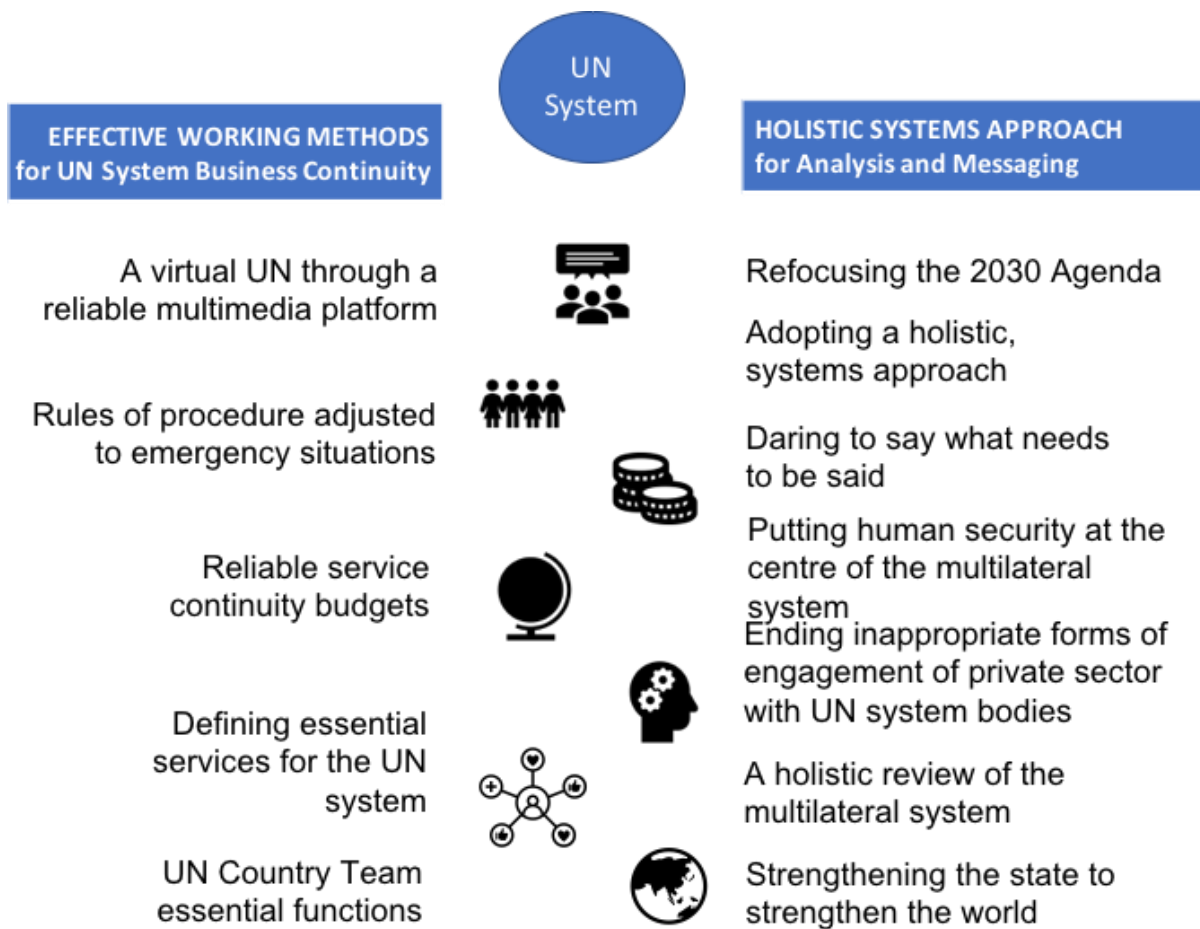 UN
System
EFFECTIVE WORKING METHODS
for UN System Business Continuity
A virtual UN through a
reliable multimedia platform
Rules of procedure adjusted
to emergency situations
Reliable service
continuity budgets
Defining essential
services for the UN
system
UN Country Team
essential functions
HOLISTIC SYSTEMS APPROACH
for Analysis and Messaging
Refocusing the 2030 Agenda
Adopting a holistic,
systems approach
Daring to say what needs
to be said
Putting human security at the
centre of the multilateral
system
Ending inappropriate forms of
engagement of private sector
with UN system bodies
A holistic review of the
multilateral system
Strengthening the state to
strengthen the world